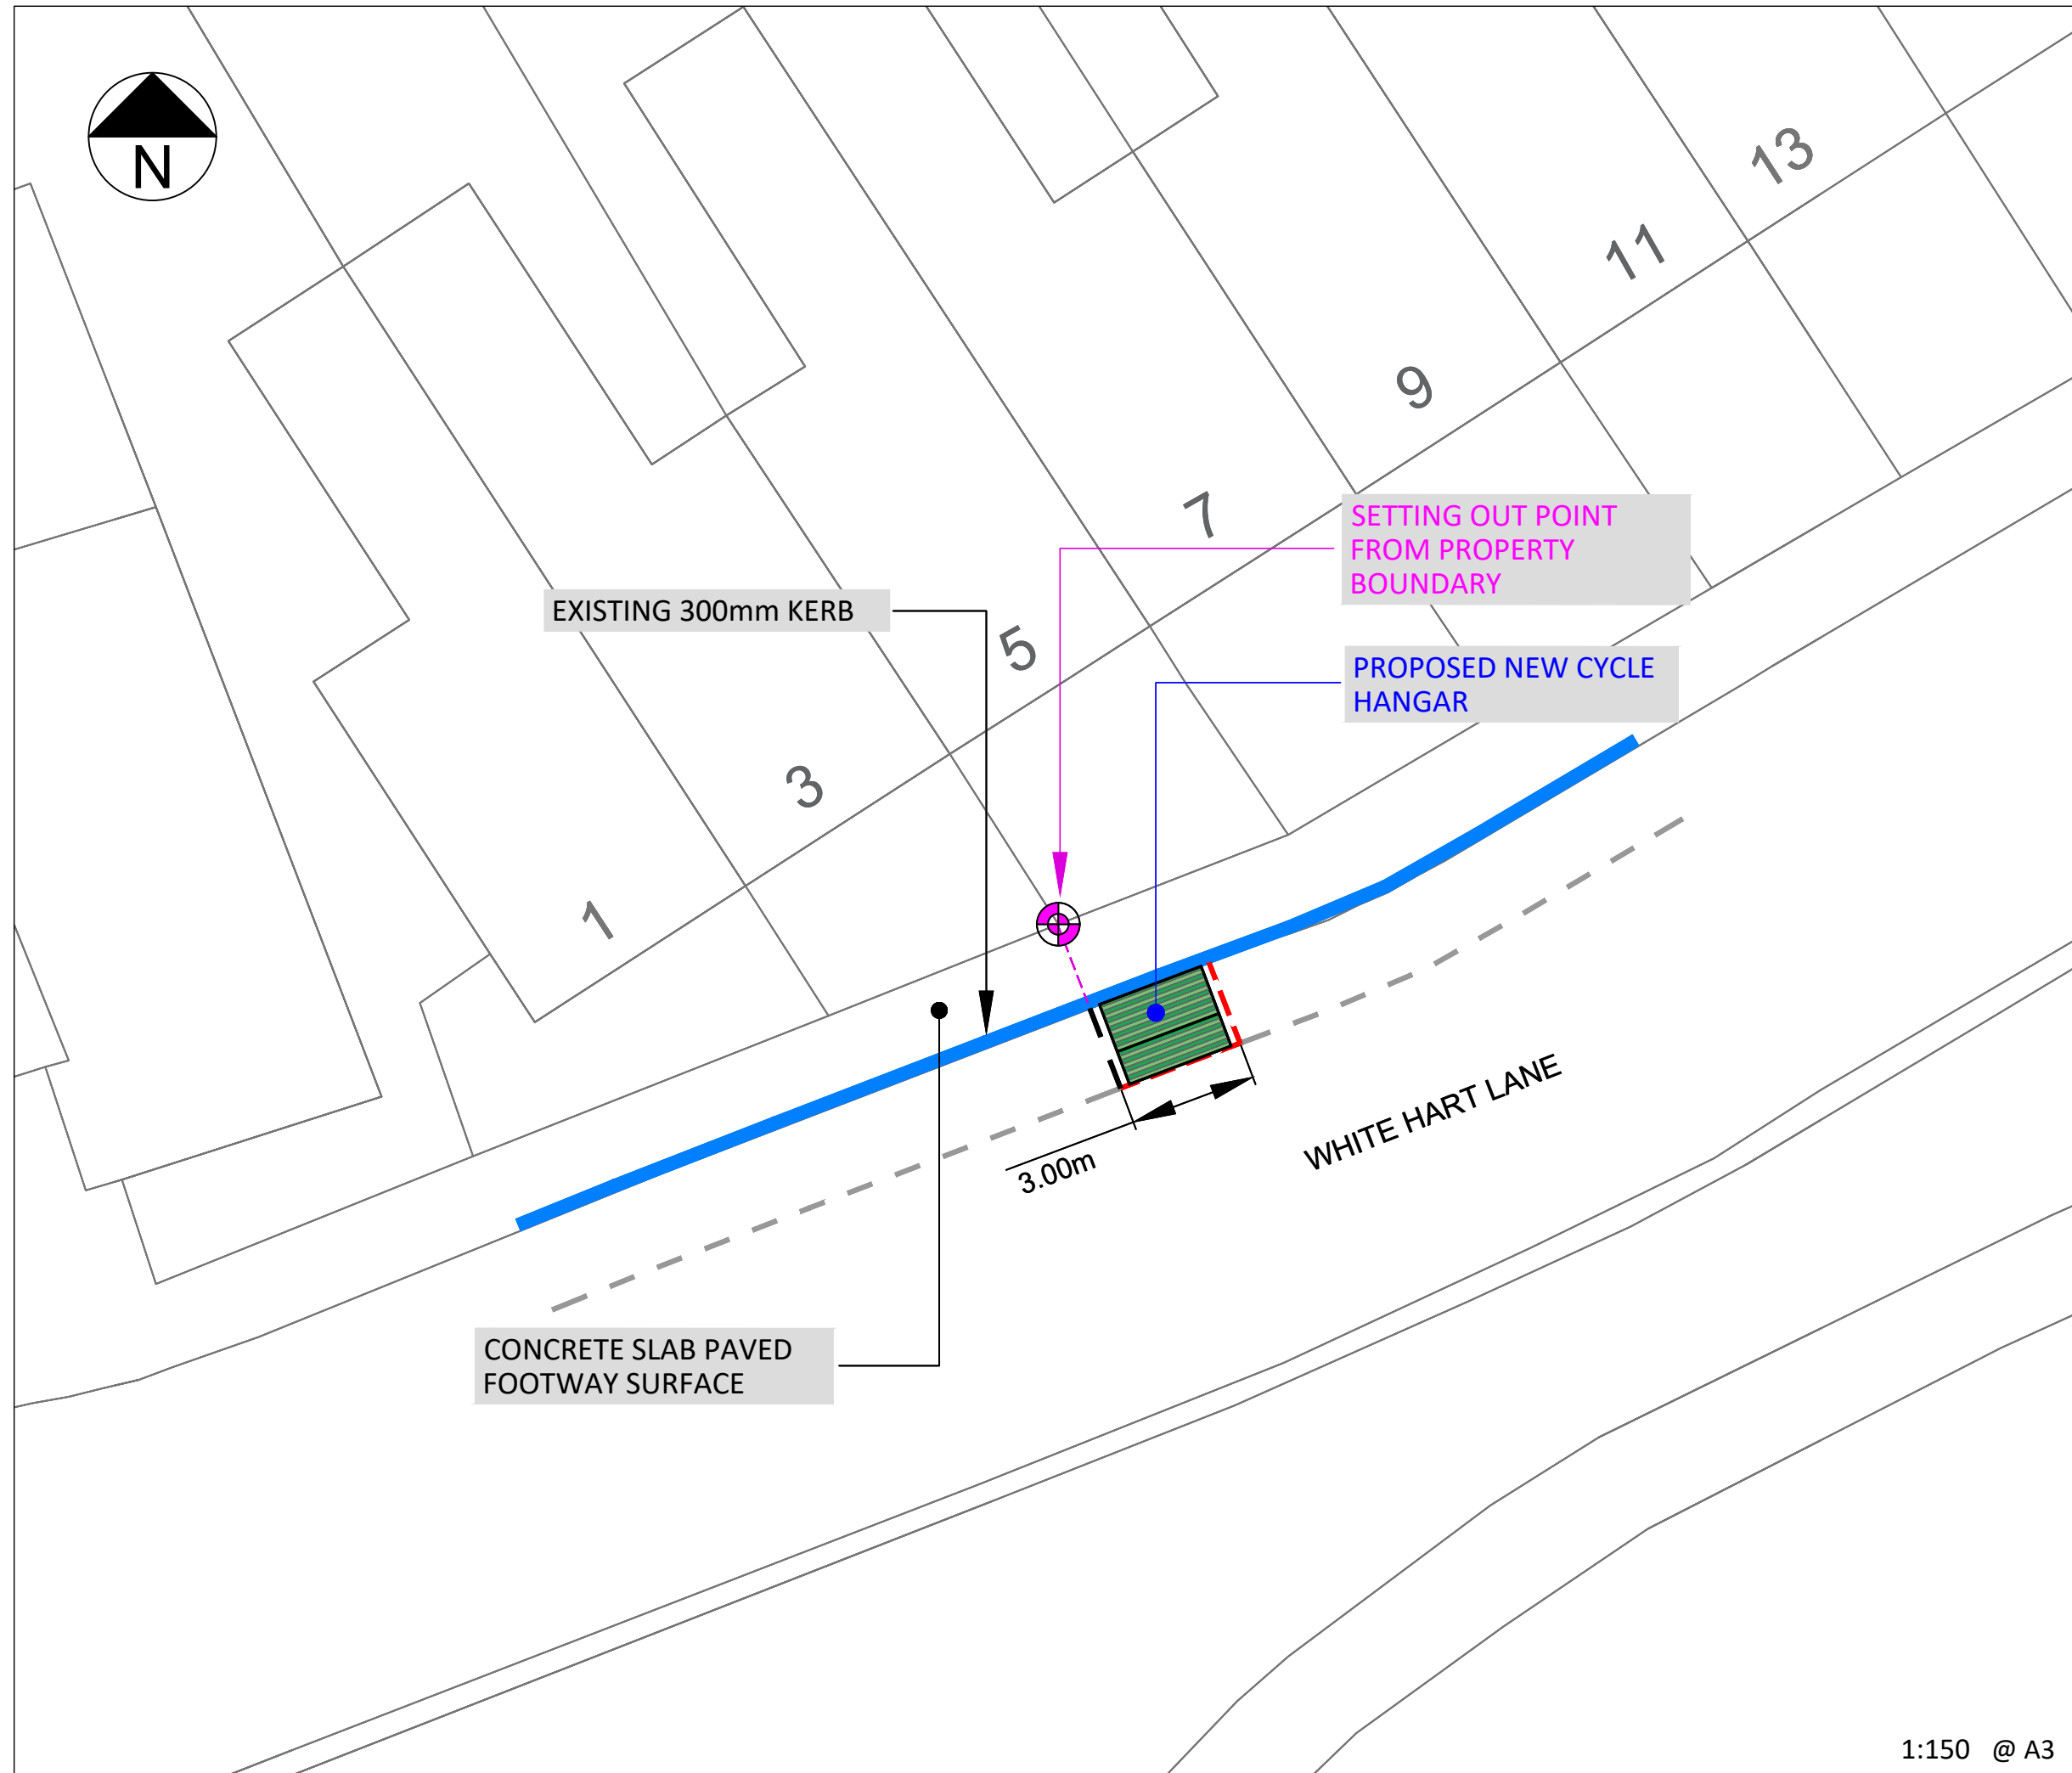 N
13
11
9
SETTING OUT POINT
FROM PROPERTY
BOUNDARY
7
EXISTING 300mm KERB
5
PROPOSED NEW CYCLE
HANGAR
3
1
WHITE HART LANE
3.00m
CONCRETE SLAB PAVED
FOOTWAY SURFACE
1:150 @ A3